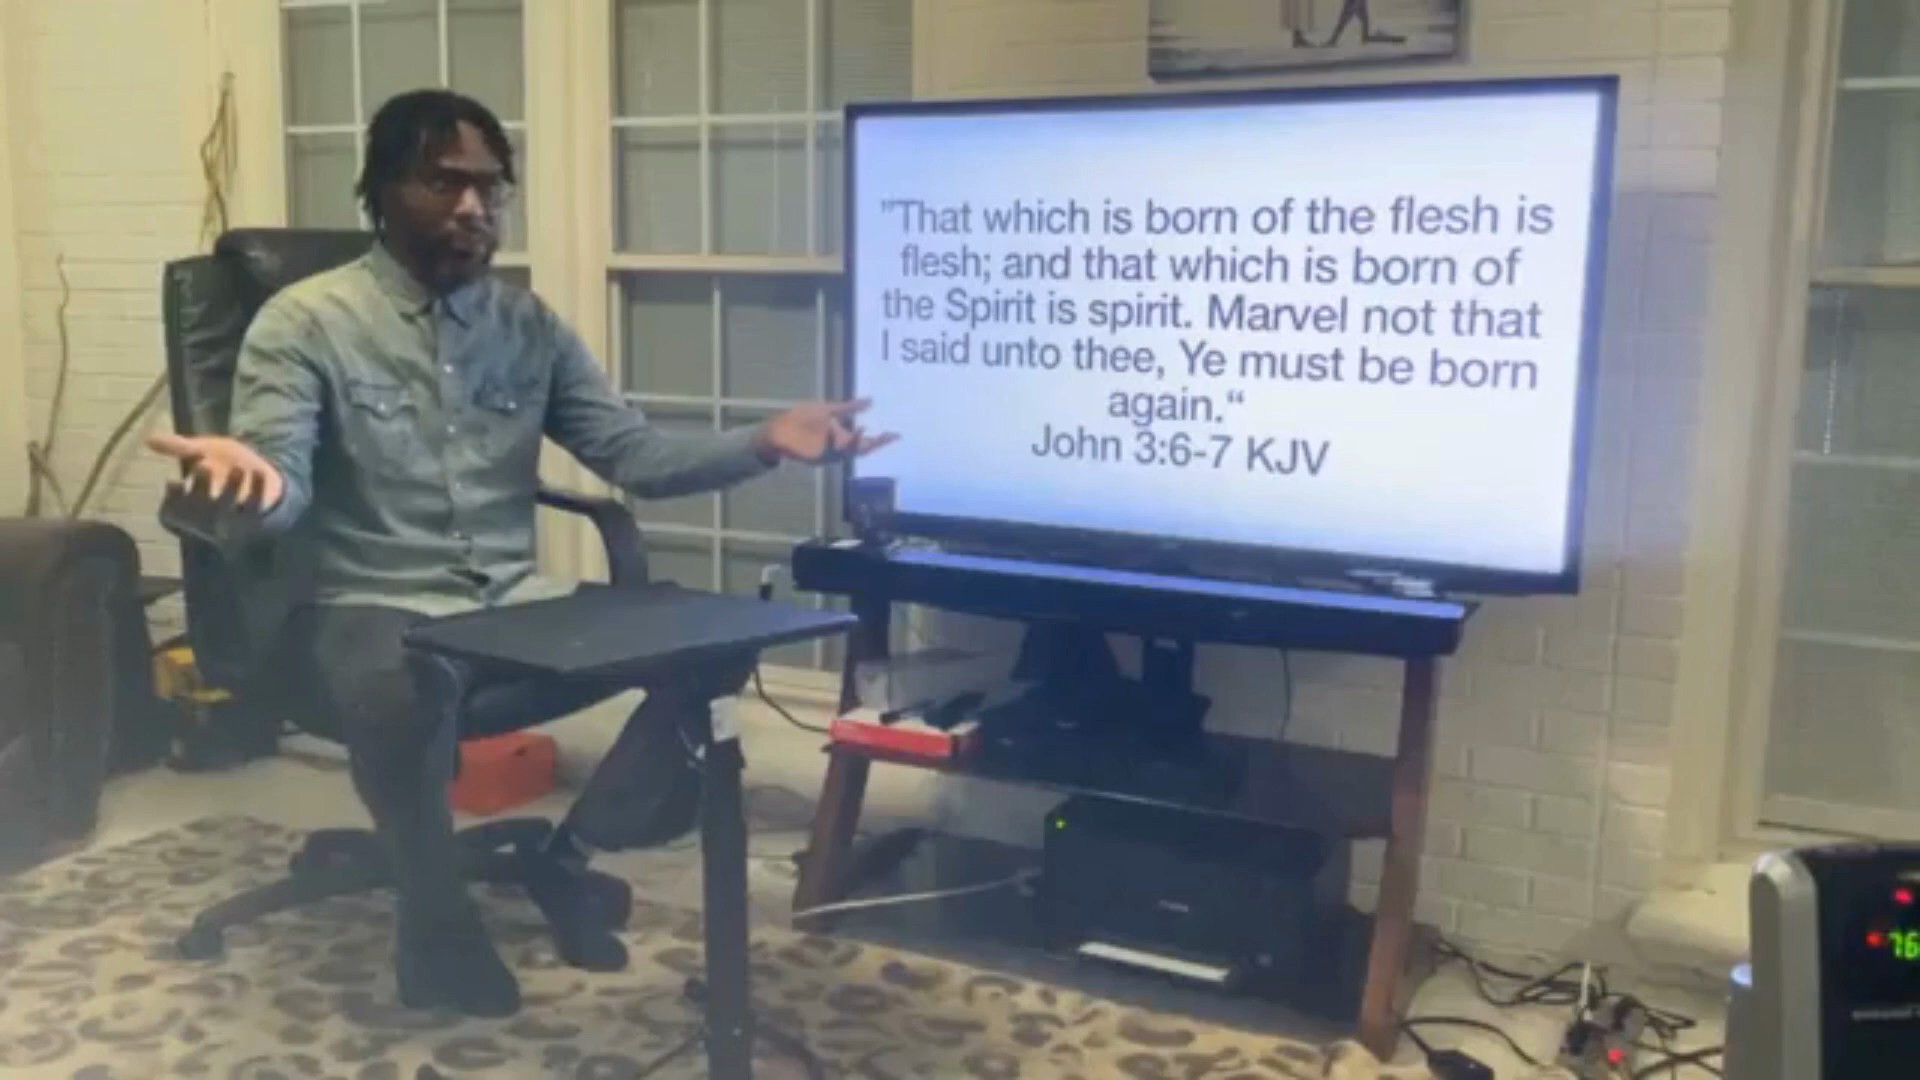 "That which is born of the flesh is
flesh; and that which is born of
the Spirit is spirit. Marvel not that
I said unto thee, Ye must be born
again.“
John 3:6-7 KJV
76